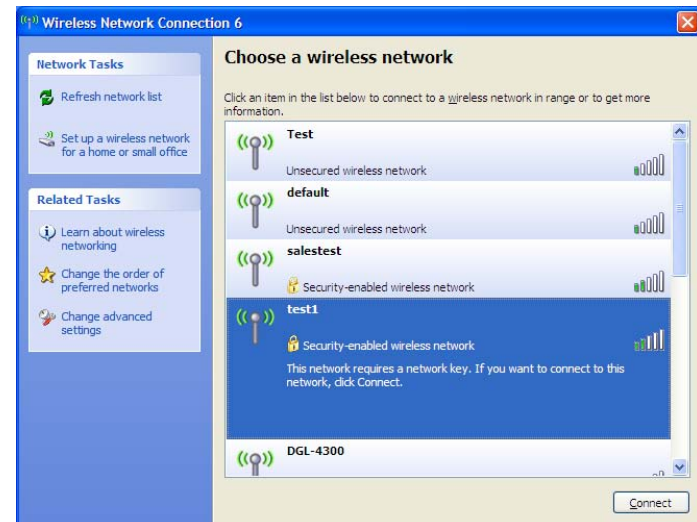 Wireless Network Connection 6
Network Tasks
Refresh network list
Set up a wireless network
for a home or small office
Related Tasks
Learn about wireless
networking
Change the order of
preferred networks
Change advanced
settings
Choose a wireless network
Click an item in the list below to connect to a wireless network in range or to get more
information.
Test
Unsecured wireless network
default
Unsecured wireless network
salestest
Security-enabled wireless network
test1
Security-enabled wireless network
This network requires a network key. If you want to connect to this
network, click Connect.
DGL-4300
Connect